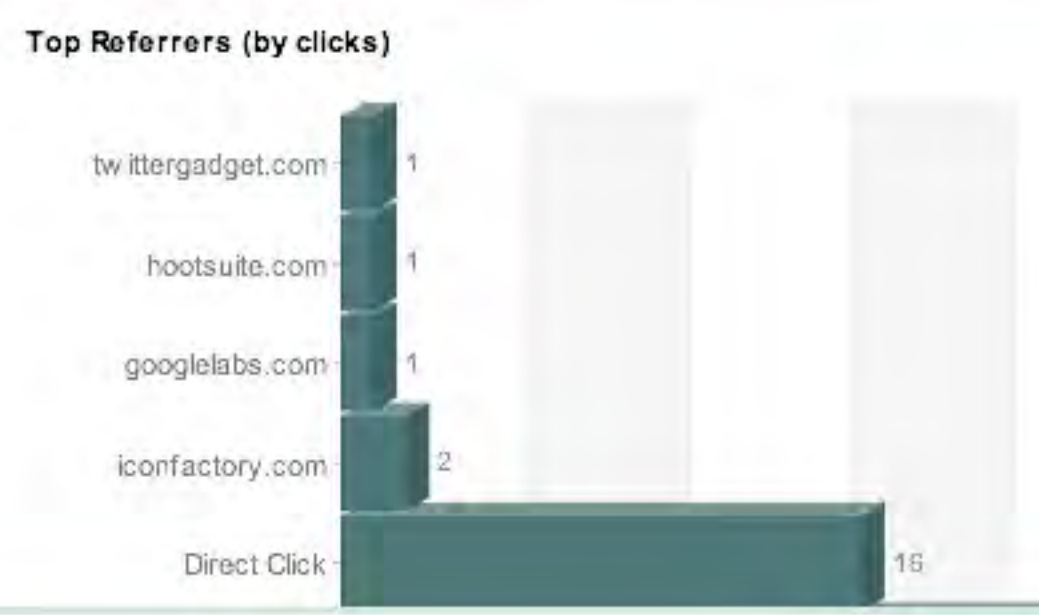 Top Referrers (by clicks)
twittergadget.com 1
hootsuite.com 1
googlelabs.com 1
iconfactory.com 2
Direct Click 16